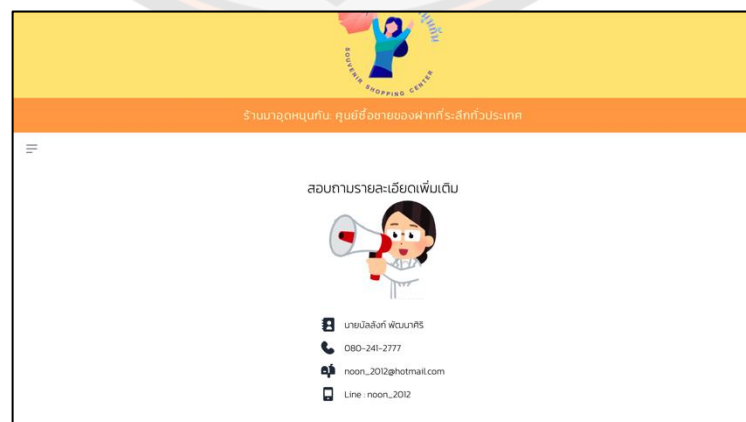 SOUVENIR SHOPPING CENTER
ร้านมาอุดหนุนกัน: ศูนย์ซื้อขายของฝากที่ระลึกทั่วประเทศ
สอบถามรายละเอียดเพิ่มเติม
นายบัลลังก์ พัฒนาศิริ
080-241-2777
noon_2012@hotmail.com
Line : noon_2012